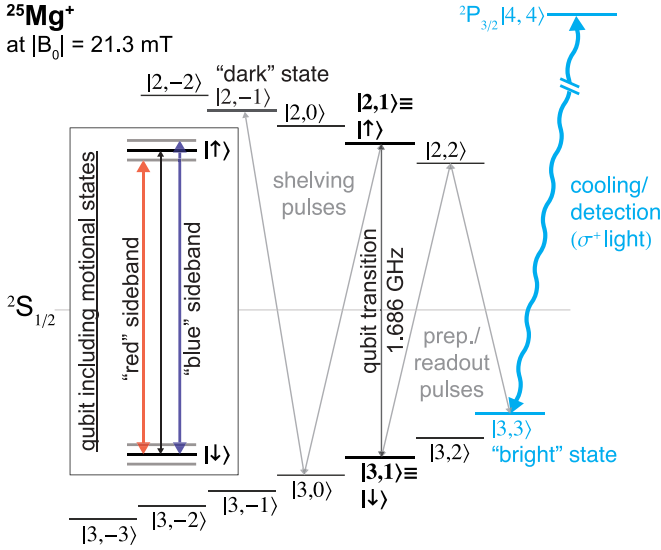 ²⁵Mg⁺
at |B₀| = 21.3 mT
²P₃/₂ |4, 4⟩
"dark" state
|2,−2⟩
|2,−1⟩
|2,0⟩
|2,1⟩≡
|↑⟩
|2,2⟩
|↑⟩
shelving
pulses
cooling/
detection
(σ⁺ light)
qubit including motional states
"red" sideband
"blue" sideband
qubit transition
1.686 GHz
²S₁/₂
prep./
readout
pulses
|↓⟩
|3,3⟩
"bright" state
|3,2⟩
|3,1⟩≡
|↓⟩
|3,0⟩
|3,−1⟩
|3,−2⟩
|3,−3⟩